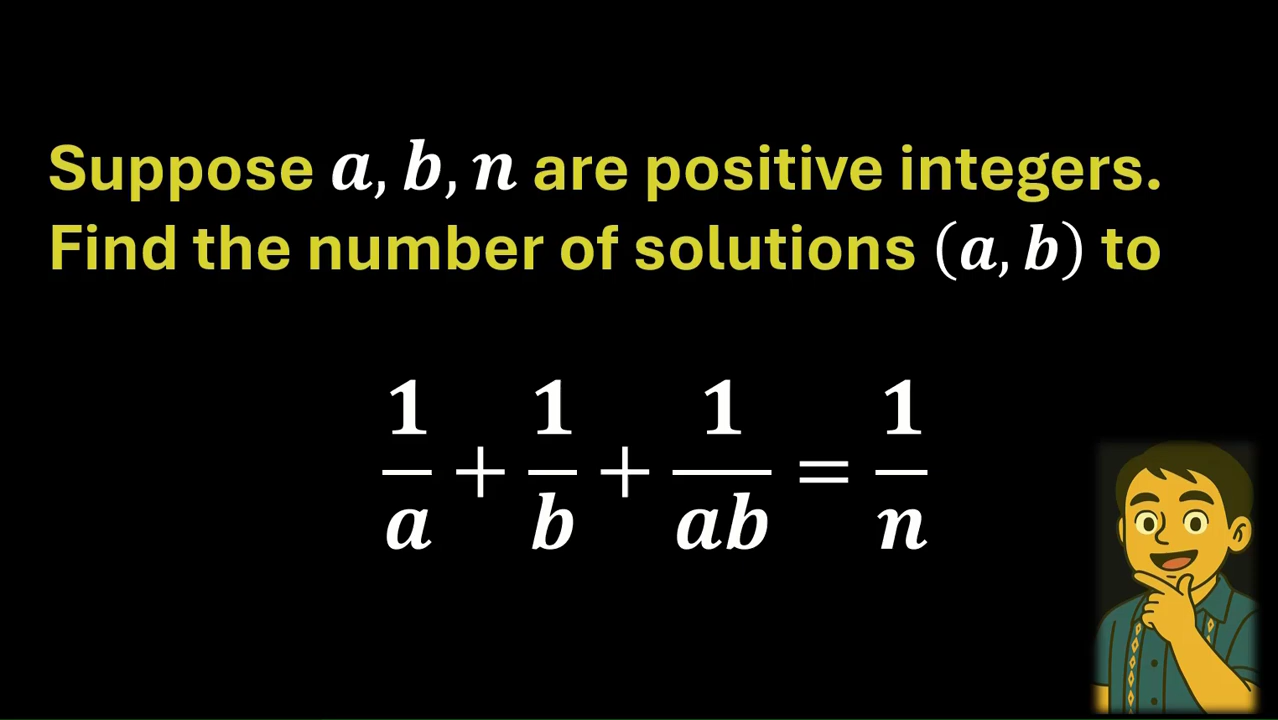 Suppose a, b, n are positive integers.
Find the number of solutions (a, b) to
1/a + 1/b + 1/ab = 1/n